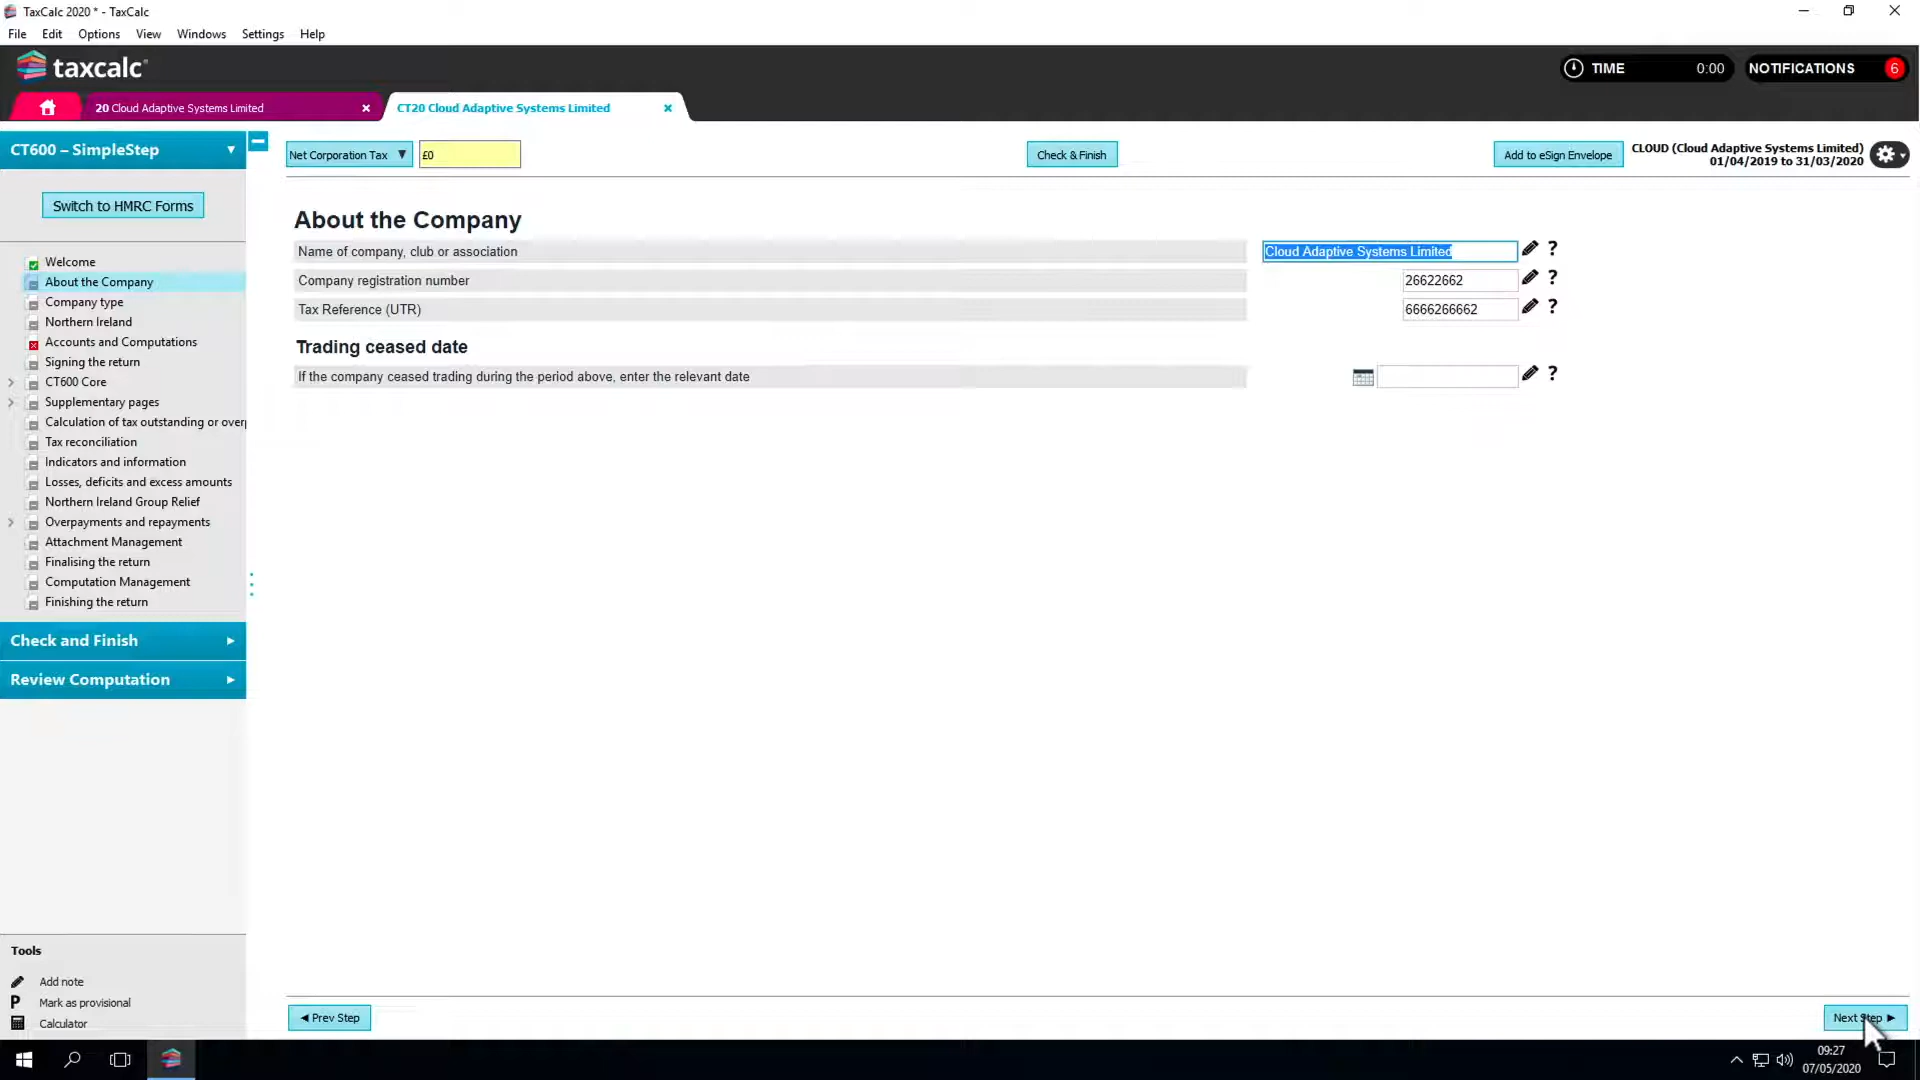 TaxCalc 2020 * - TaxCalc
File Edit Options View Windows Settings Help
taxcalc
TIME 0:00 NOTIFICATIONS 6
20 Cloud Adaptive Systems Limited
CT20 Cloud Adaptive Systems Limited
CT600 – SimpleStep
Switch to HMRC Forms
Welcome
About the Company
Company type
Northern Ireland
Accounts and Computations
Signing the return
CT600 Core
Supplementary pages
Calculation of tax outstanding or over
Tax reconciliation
Indicators and information
Losses, deficits and excess amounts
Northern Ireland Group Relief
Overpayments and repayments
Attachment Management
Finalising the return
Computation Management
Finishing the return
Check and Finish
Review Computation
Tools
Add note
P Mark as provisional
Calculator
Net Corporation Tax £0
Check & Finish
Add to eSign Envelope
CLOUD (Cloud Adaptive Systems Limited)
01/04/2019 to 31/03/2020
About the Company
Name of company, club or association Cloud Adaptive Systems Limited ?
Company registration number 26622662 ?
Tax Reference (UTR) 6666266662 ?
Trading ceased date
If the company ceased trading during the period above, enter the relevant date ?
Prev Step
Next Step
09:27
07/05/2020